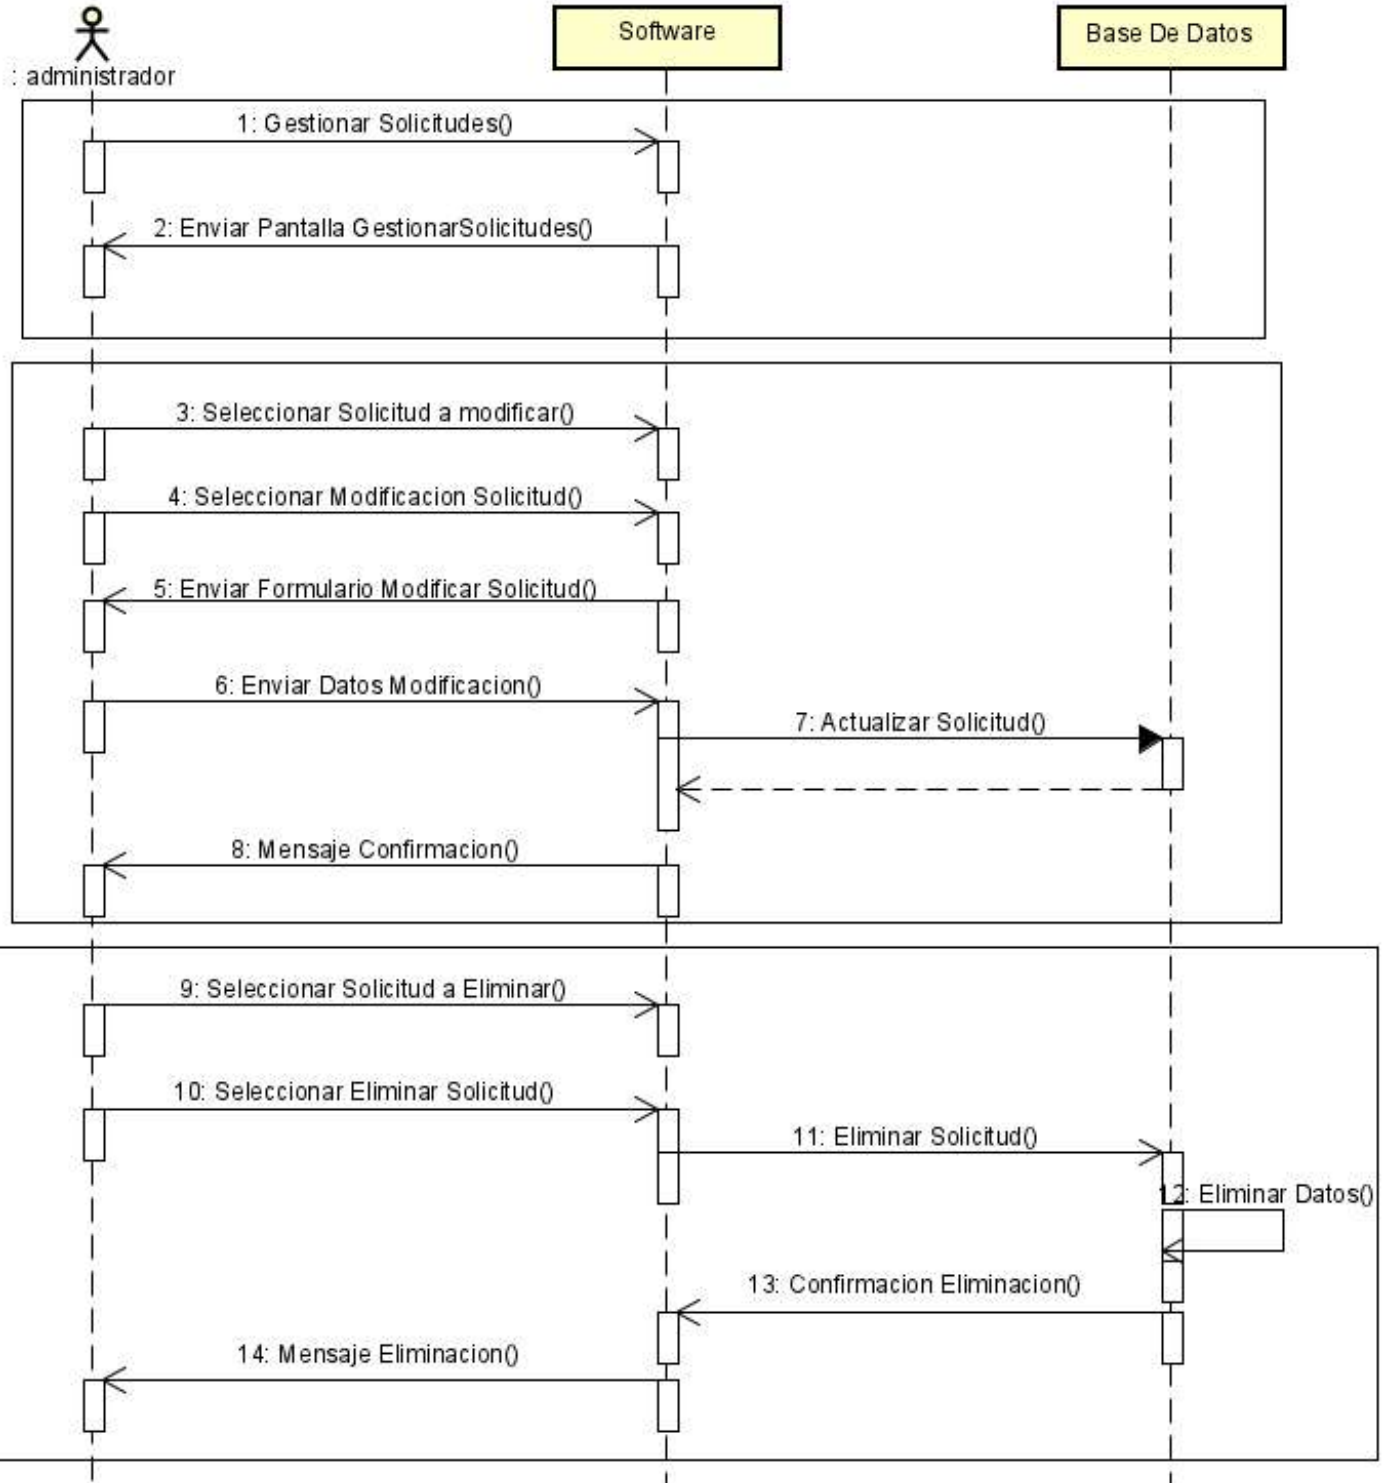 : administrador
Software
Base De Datos
1: Gestionar Solicitudes()
2: Enviar Pantalla GestionarSolicitudes()
3: Seleccionar Solicitud a modificar()
4: Seleccionar Modificacion Solicitud()
5: Enviar Formulario Modificar Solicitud()
6: Enviar Datos Modificacion()
7: Actualizar Solicitud()
8: Mensaje Confirmacion()
9: Seleccionar Solicitud a Eliminar()
10: Seleccionar Eliminar Solicitud()
11: Eliminar Solicitud()
12: Eliminar Datos()
13: Confirmacion Eliminacion()
14: Mensaje Eliminacion()